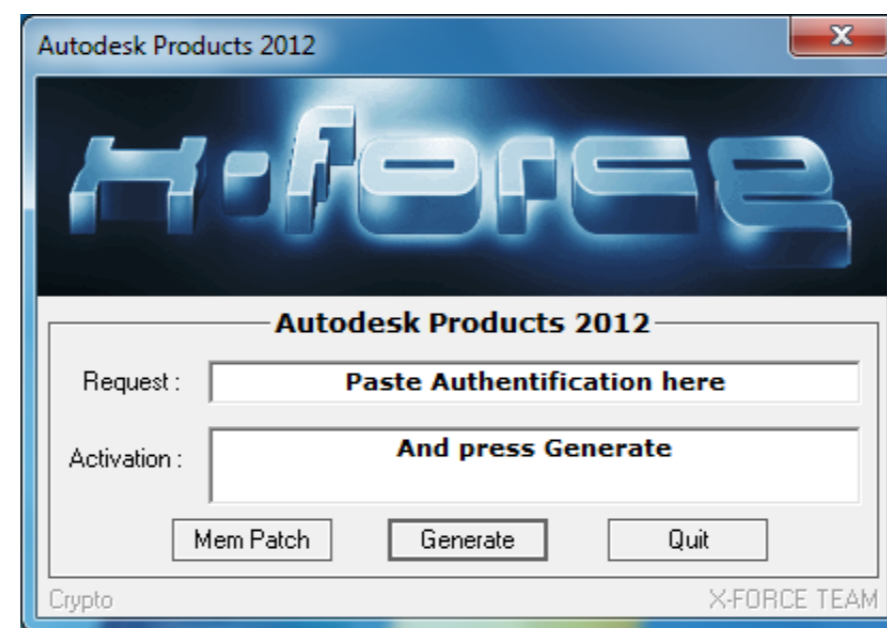 Autodesk Products 2012
x-force
Autodesk Products 2012
Request : Paste Authentification here
Activation : And press Generate
Mem Patch Generate Quit
Crypto X-FORCE TEAM